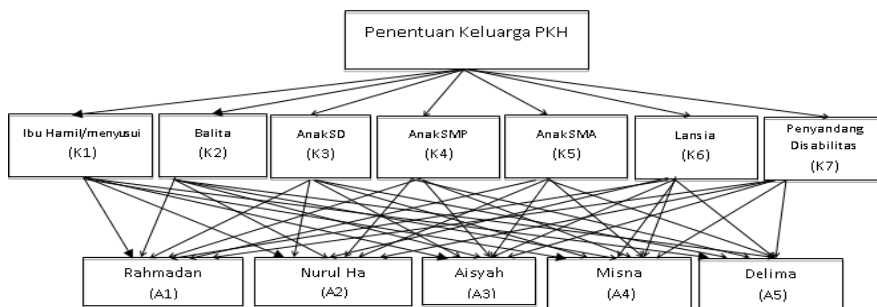 Penentuan Keluarga PKH
Ibu Hamil/menyusui
(K1)
Balita
(K2)
AnakSD
(K3)
AnakSMP
(K4)
AnakSMA
(K5)
Lansia
(K6)
Penyandang
Disabilitas
(K7)
Rahmadan
(A1)
Nurul Ha
(A2)
Aisyah
(A3)
Misna
(A4)
Delima
(A5)